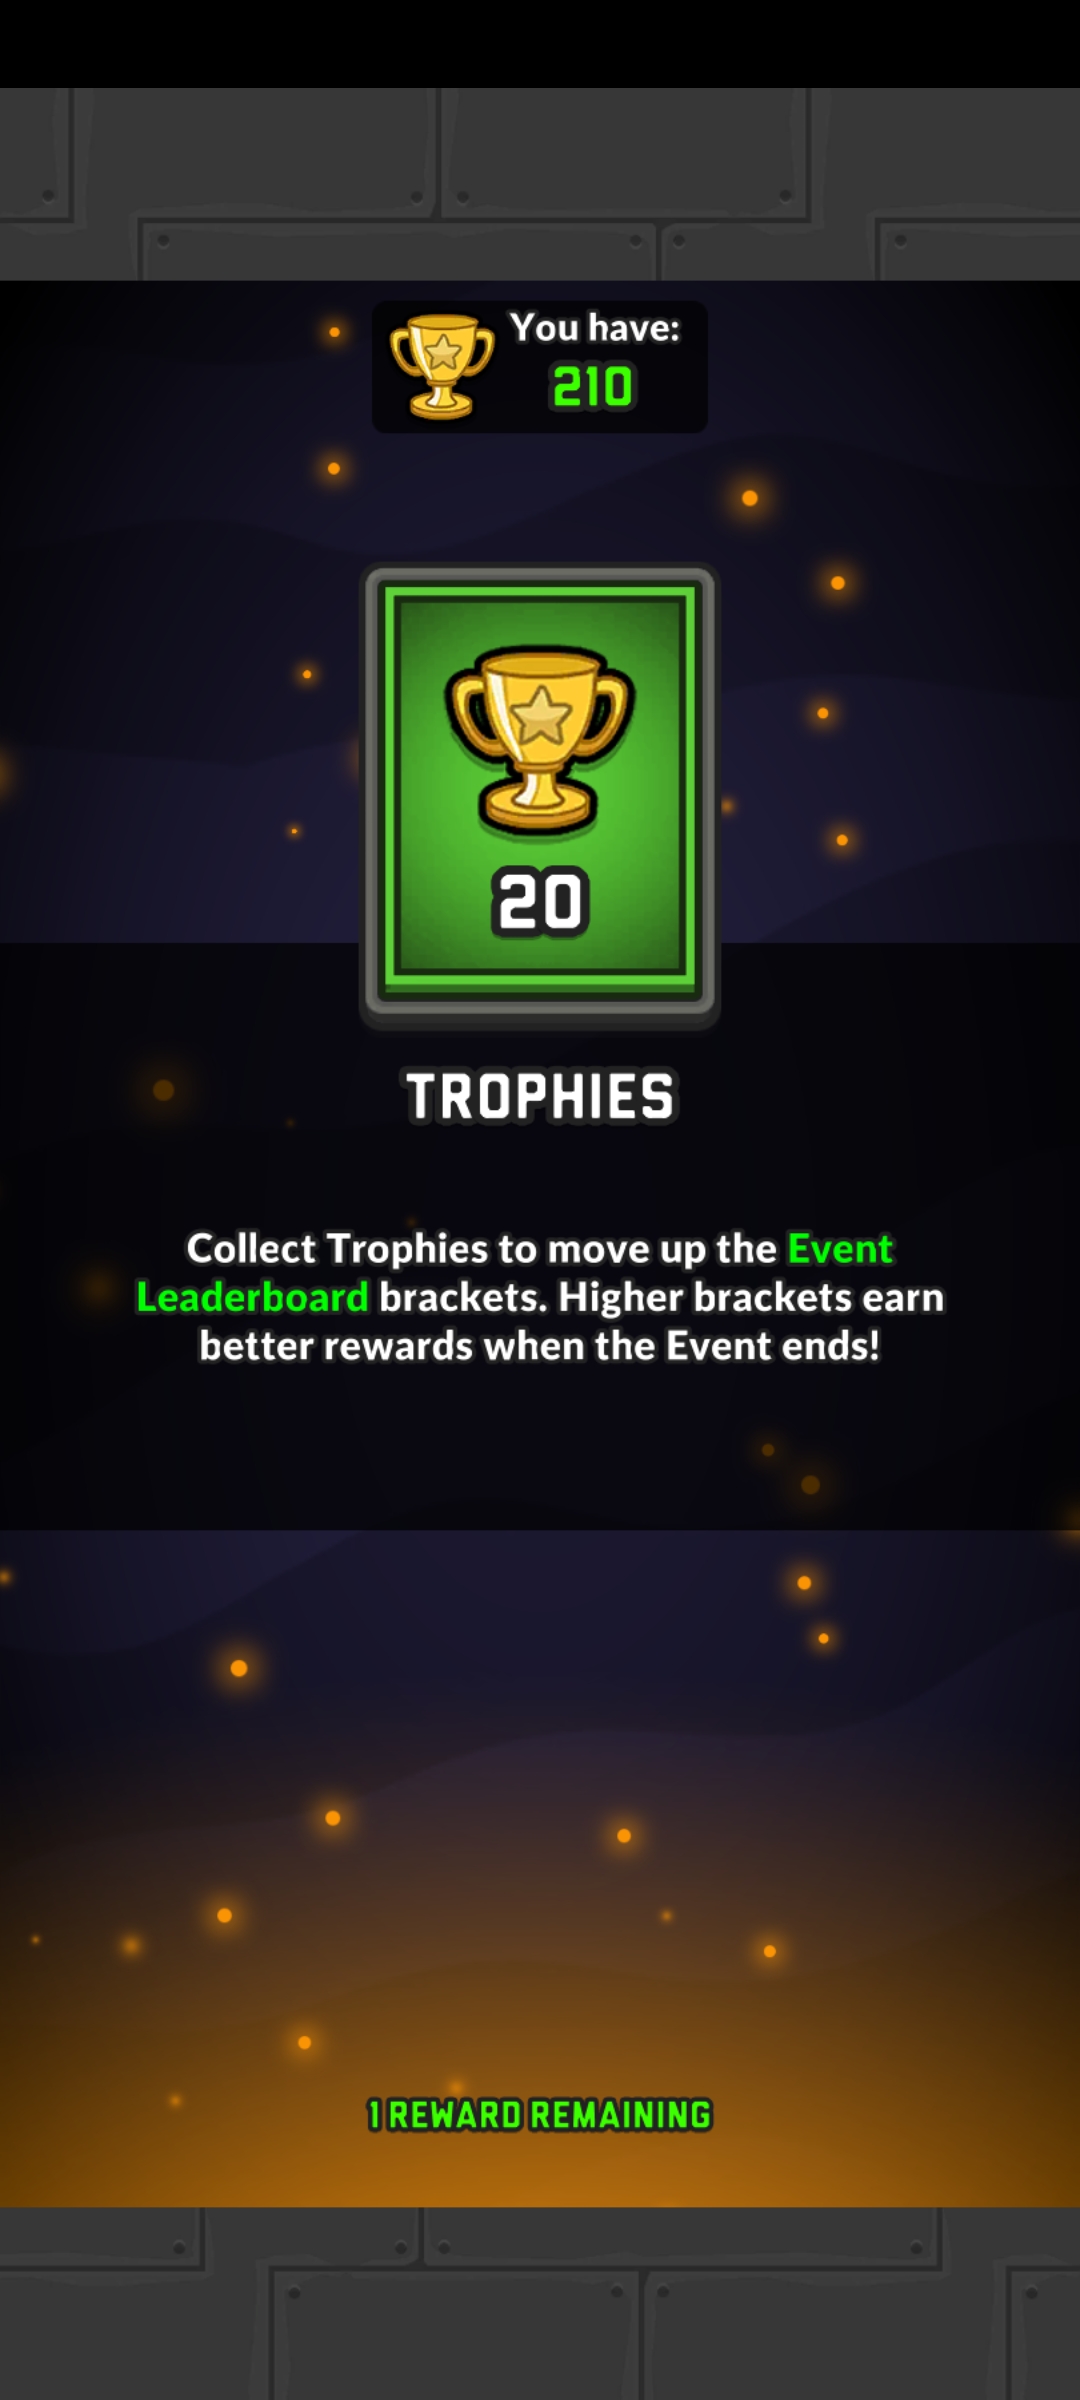 You have:
210
20
TROPHIES
Collect Trophies to move up the Event
Leaderboard brackets. Higher brackets earn
better rewards when the Event ends!
1 REWARD REMAINING